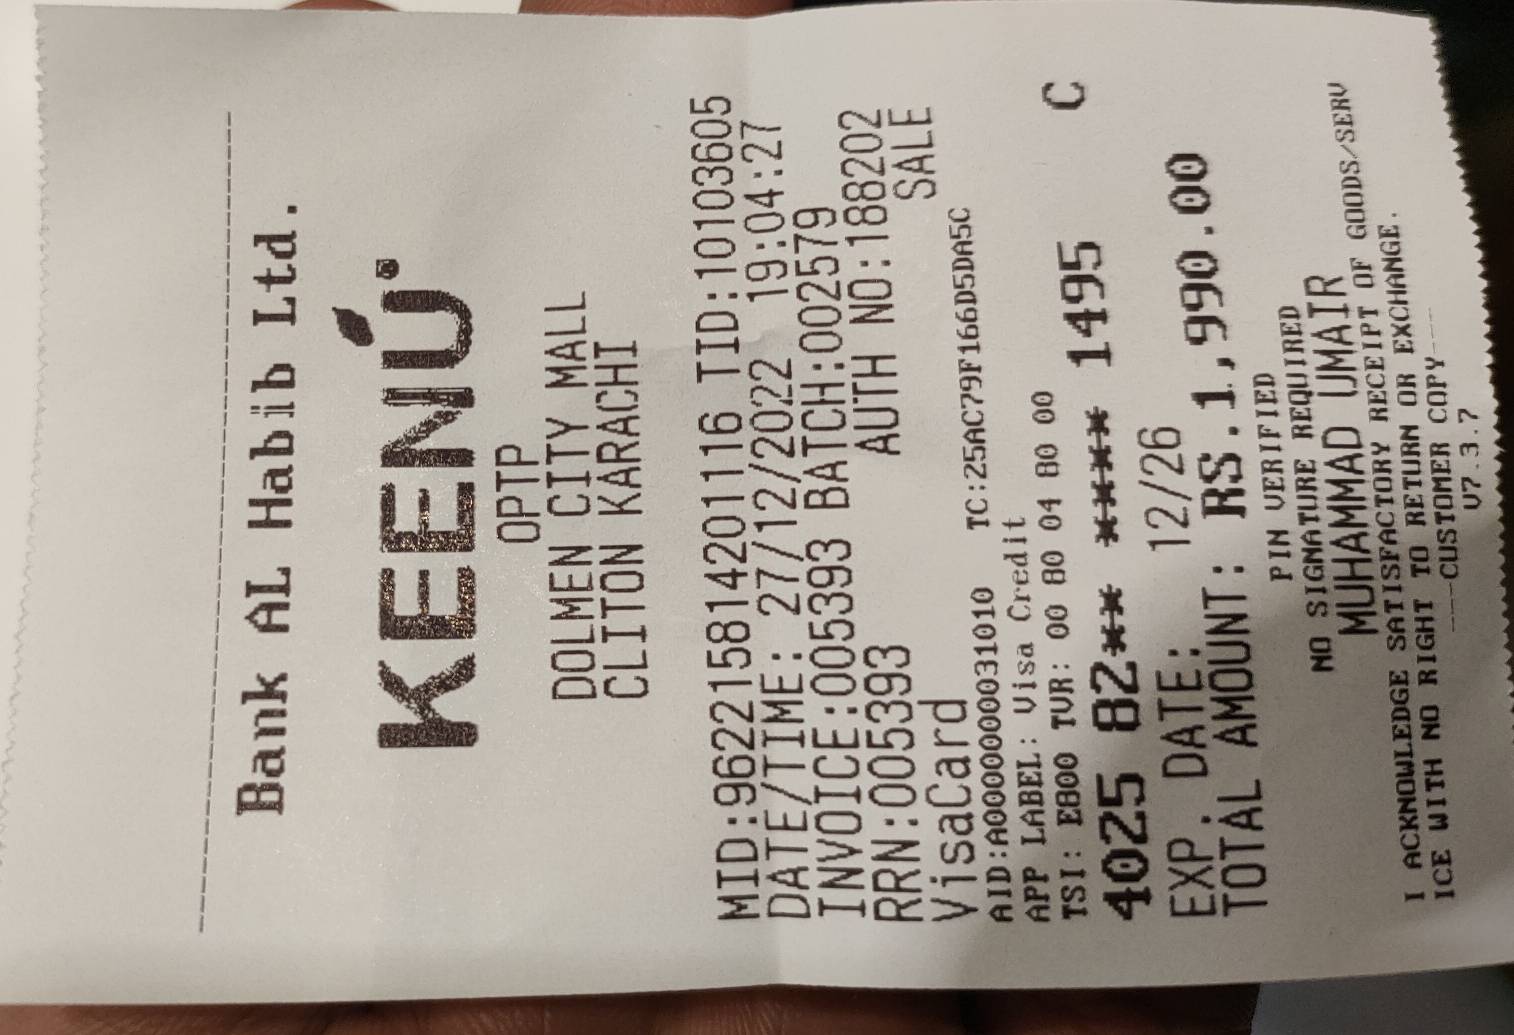 Bank AL Habib Ltd.
KEENU
OPTP
DOLMEN CITY MALL
CLITON KARACHI
MID:962215814201116 TID:10103605
DATE/TIME: 27/12/2022 19:04:27
INVOICE:005393 BATCH:002579
RRN:005393 AUTH NO:188202
VisaCard SALE
AID:A0000000031010 TC:25AC79F166D5DA5C
APP LABEL: Visa Credit
TSI: E800 TVR: 00 80 04 80 00
4025 82** **** 1495 C
EXP. DATE: 12/26
TOTAL AMOUNT: RS.1,990.00
PIN VERIFIED
NO SIGNATURE REQUIRED
MUHAMMAD UMAIR
I ACKNOWLEDGE SATISFACTORY RECEIPT OF GOODS/SERV
ICE WITH NO RIGHT TO RETURN OR EXCHANGE.
----CUSTOMER COPY----
V7.3.7